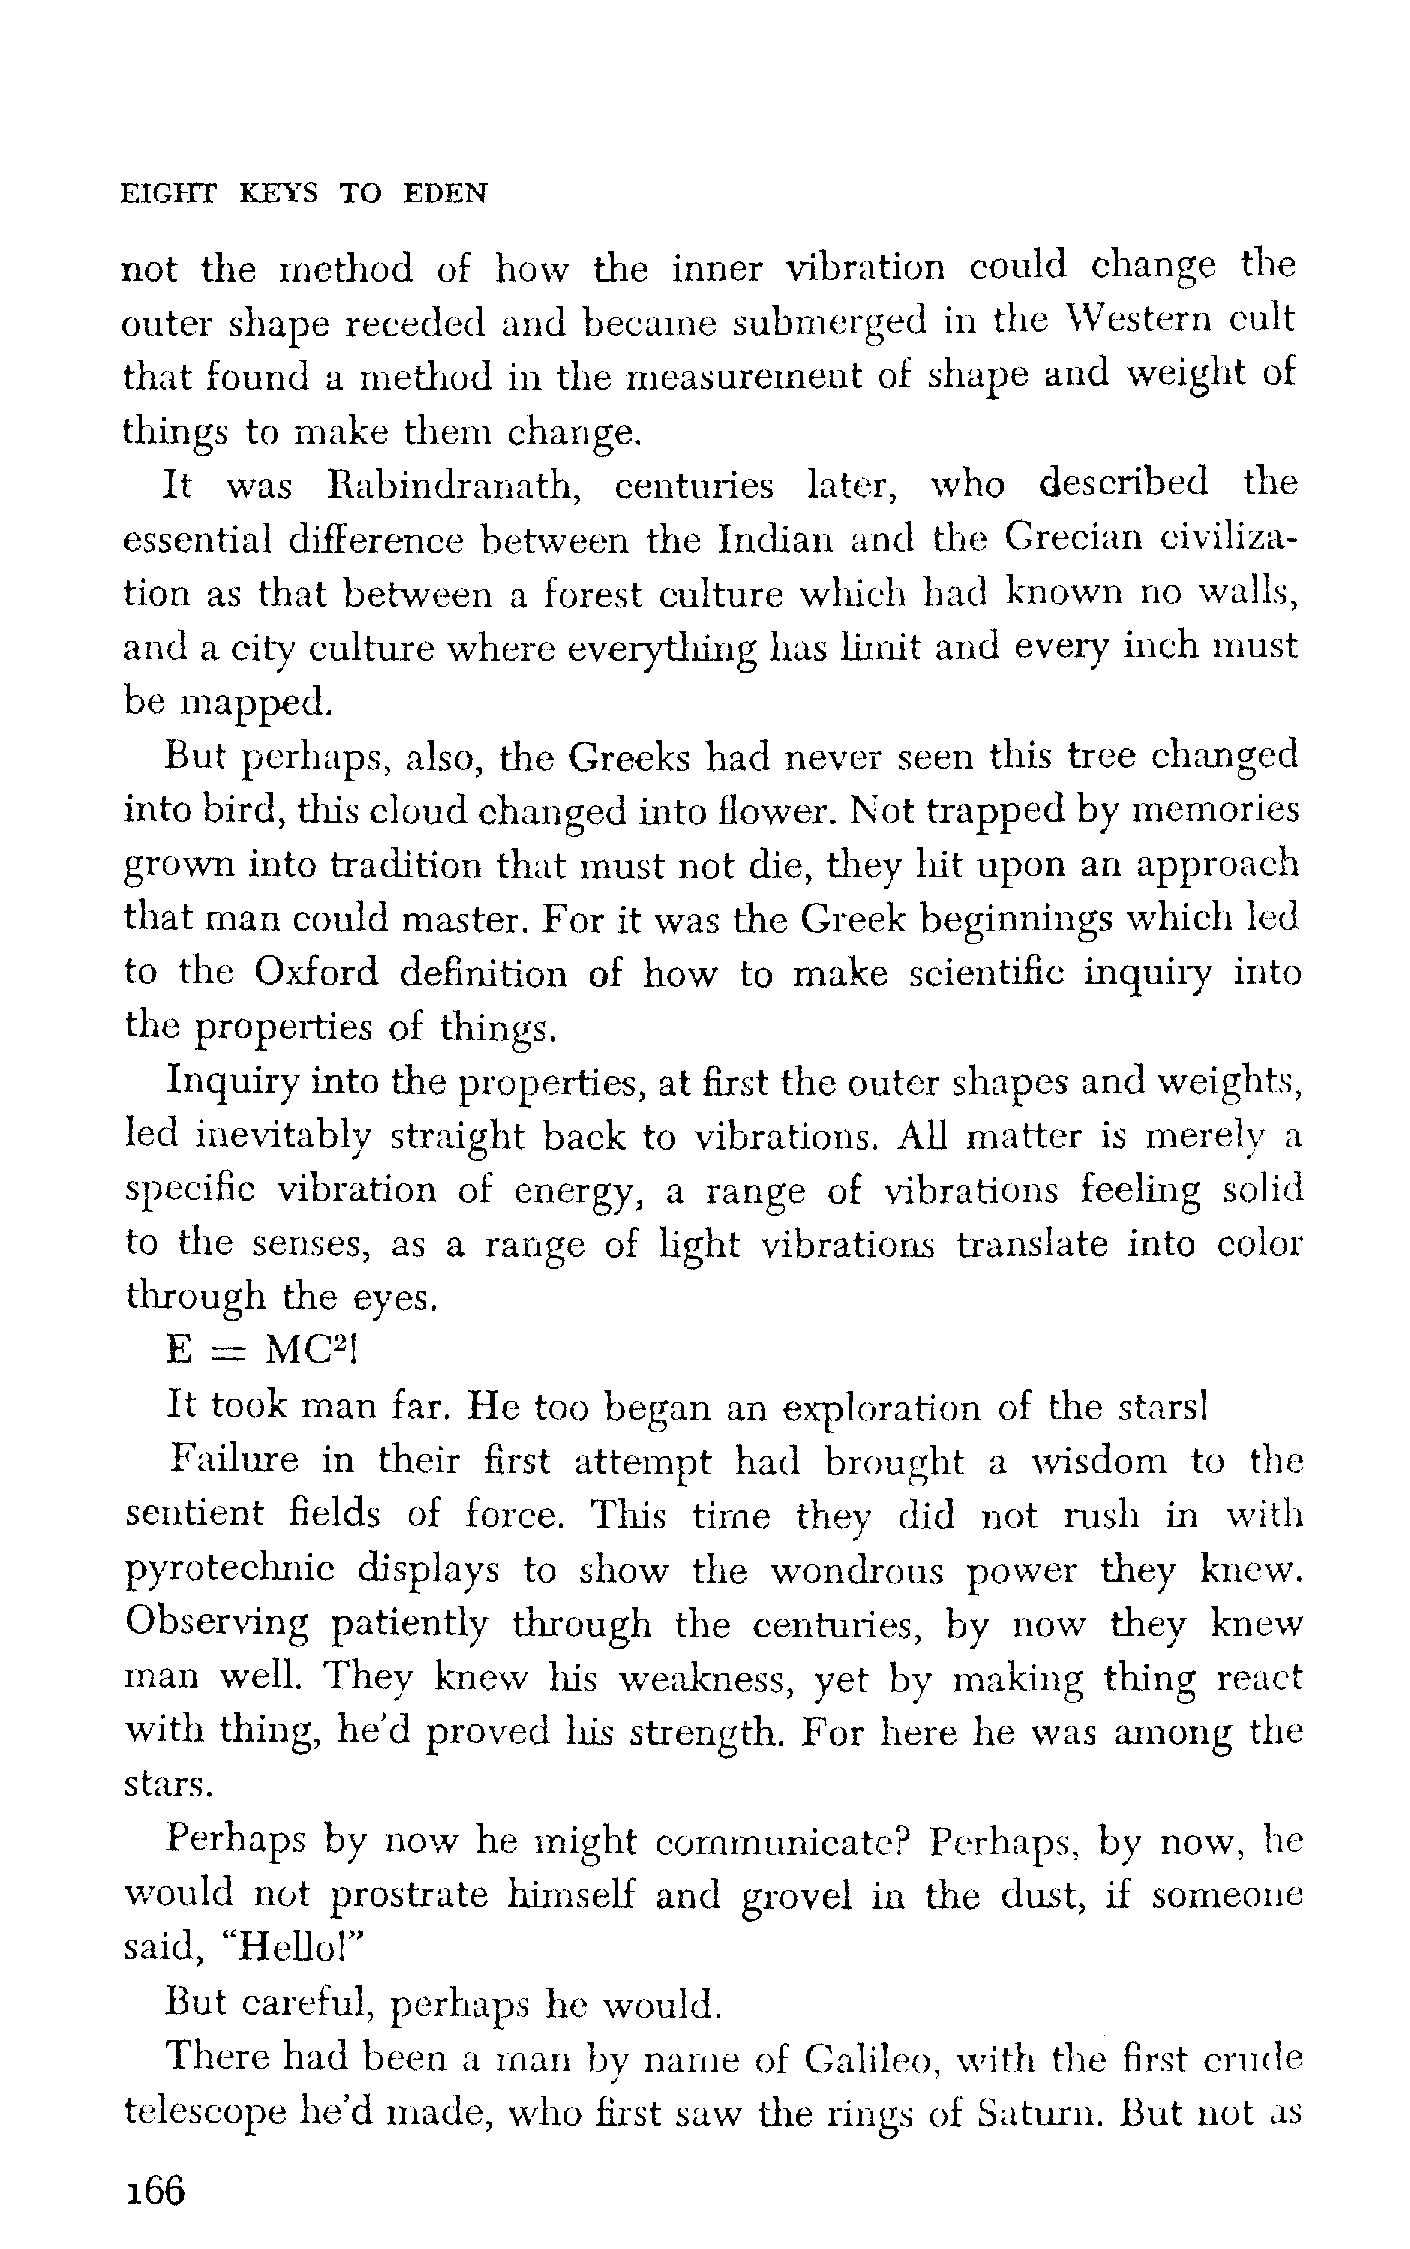 EIGHT KEYS TO EDEN
not the method of how the inner vibration could change the
outer shape receded and became submerged in the Western cult
that found a method in the measurement of shape and weight of
things to make them change.
It was Rabindranath, centuries later, who described the
essential difference between the Indian and the Grecian civiliza-
tion as that between a forest culture which had known no walls,
and a city culture where everything has limit and every inch must
be mapped.
But perhaps, also, the Greeks had never seen this tree changed
into bird, this cloud changed into flower. Not trapped by memories
grown into tradition that must not die, they hit upon an approach
that man could master. For it was the Greek beginnings which led
to the Oxford definition of how to make scientific inquiry into
the properties of things.
Inquiry into the properties, at first the outer shapes and weights,
led inevitably straight back to vibrations. All matter is merely a
specific vibration of energy, a range of vibrations feeling solid
to the senses, as a range of light vibrations translate into color
through the eyes.
E = MC²!
It took man far. He too began an exploration of the stars!
Failure in their first attempt had brought a wisdom to the
sentient fields of force. This time they did not rush in with
pyrotechnic displays to show the wondrous power they knew.
Observing patiently through the centuries, by now they knew
man well. They knew his weakness, yet by making thing react
with thing, he'd proved his strength. For here he was among the
stars.
Perhaps by now he might communicate? Perhaps, by now, he
would not prostrate himself and grovel in the dust, if someone
said, “Hello!”
But careful, perhaps he would.
There had been a man by name of Galileo, with the first crude
telescope he'd made, who first saw the rings of Saturn. But not as
166